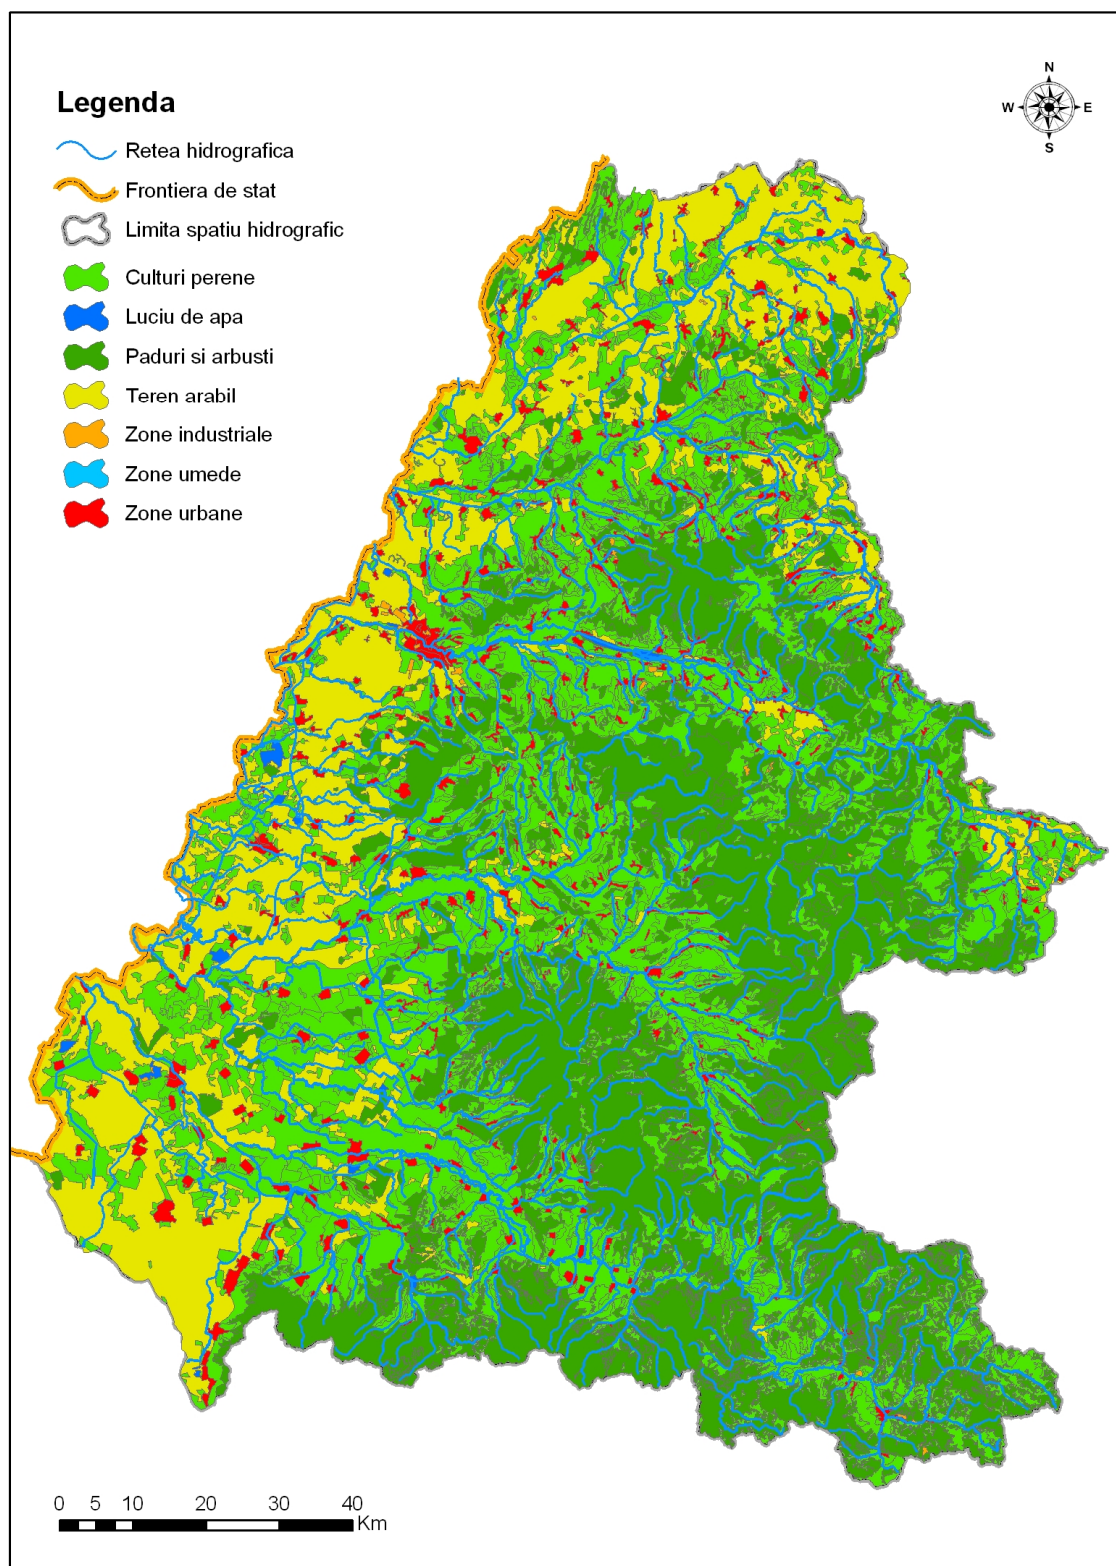 N
W E
S
Legenda
Retea hidrografica
Frontiera de stat
Limita spatiu hidrografic
Culturi perene
Luciu de apa
Paduri si arbusti
Teren arabil
Zone industriale
Zone umede
Zone urbane
0 5 10 20 30 40
Km